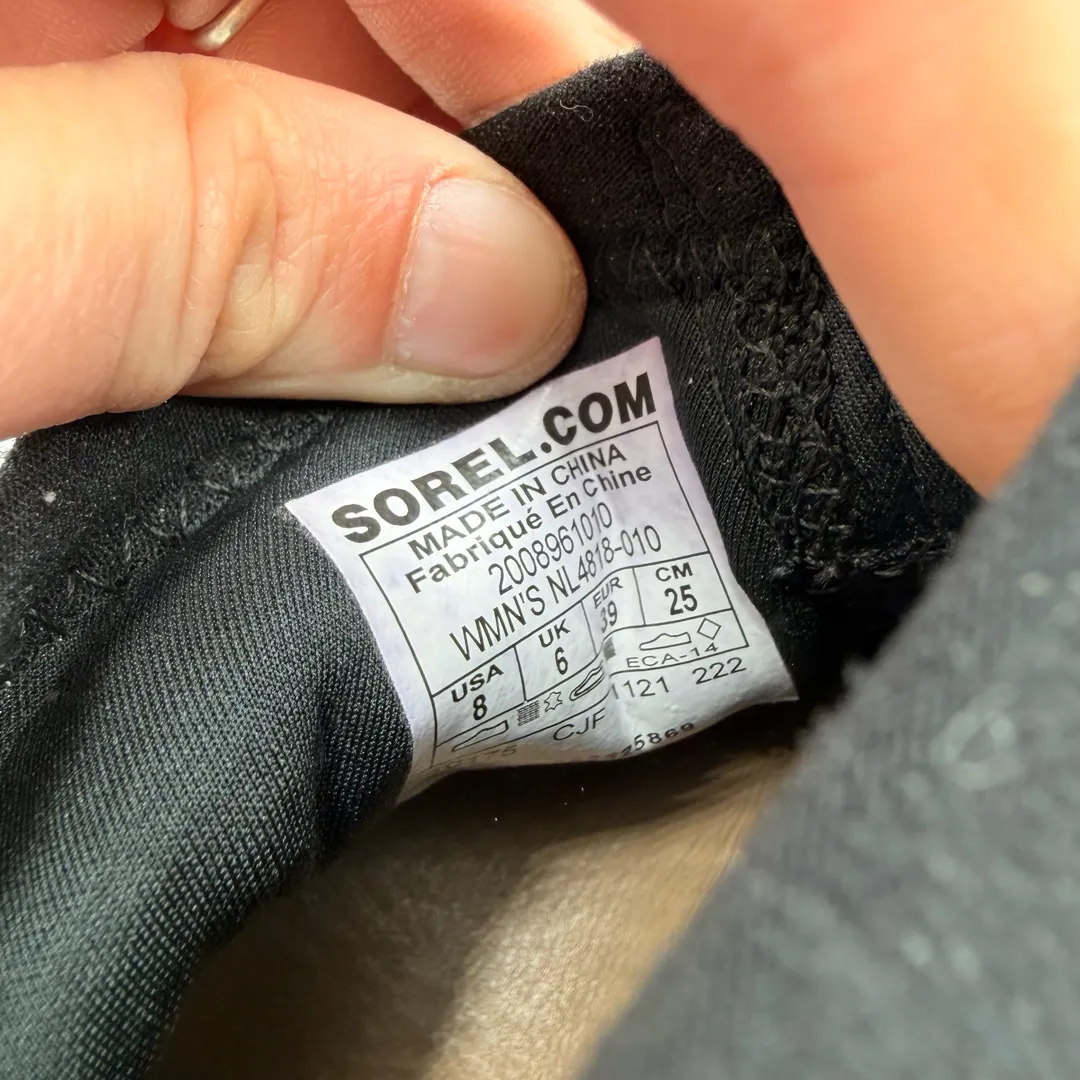 SOREL.COM
MADE IN CHINA
Fabriqué En Chine
2008961010
WMN'S NL4818-010
USA UK EUR CM
8 6 39 25
ECA-14
CJF 1121 222